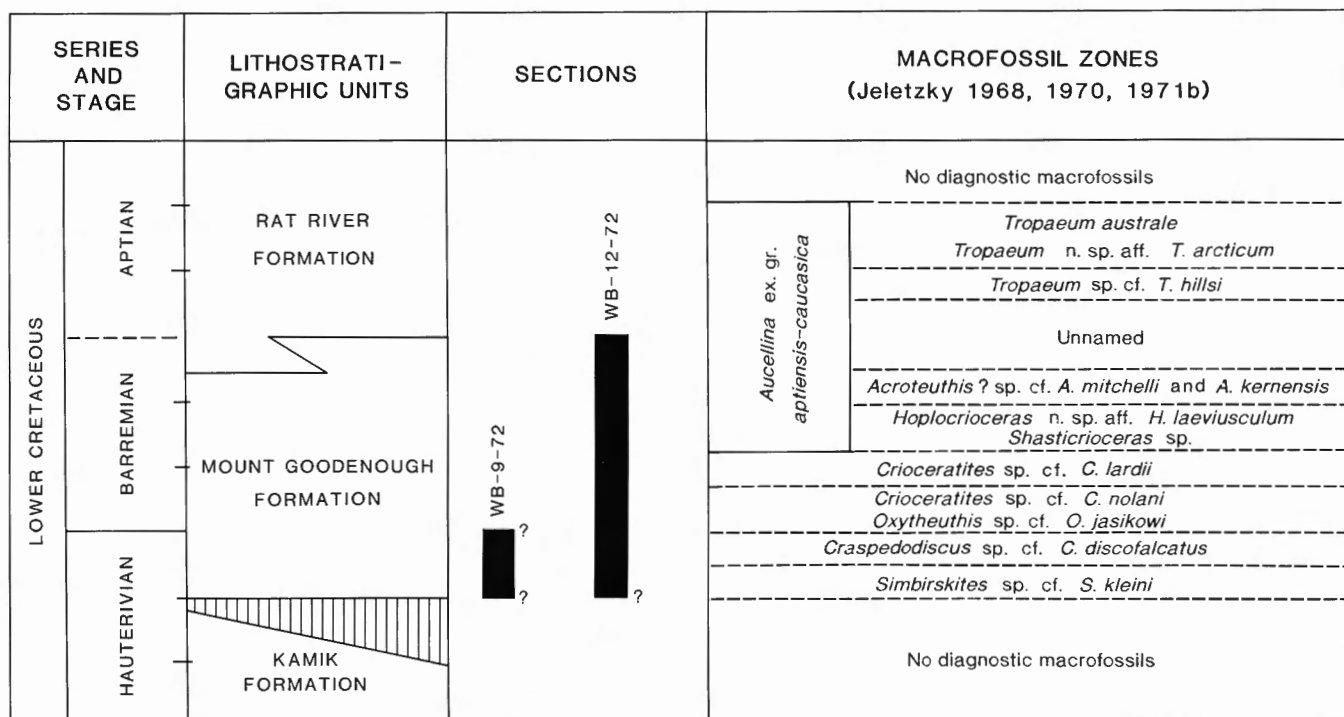 SERIES
AND
STAGE
LITHOSTRATI-
GRAPHIC UNITS
SECTIONS
MACROFOSSIL ZONES
(Jeletzky 1968, 1970, 1971b)
LOWER CRETACEOUS
APTIAN
BARREMIAN
HAUTERIVIAN
RAT RIVER
FORMATION
MOUNT GOODENOUGH
FORMATION
KAMIK
FORMATION
WB-9-72
?
?
WB-12-72
?
Aucellina ex. gr.
aptiensis-caucasica
No diagnostic macrofossils
Tropaeum australe
Tropaeum n. sp. aff. T. arcticum
Tropaeum sp. cf. T. hillsi
Unnamed
Acroteuthis? sp. cf. A. mitchelli and A. kernensis
Hoplocrioceras n. sp. aff. H. laeviusculum
Shasticrioceras sp.
Crioceratites sp. cf. C. lardii
Crioceratites sp. cf. C. nolani
Oxytheuthis sp. cf. O. jasikowi
Craspedodiscus sp. cf. C. discofalcatus
Simbirskites sp. cf. S. kleini
No diagnostic macrofossils